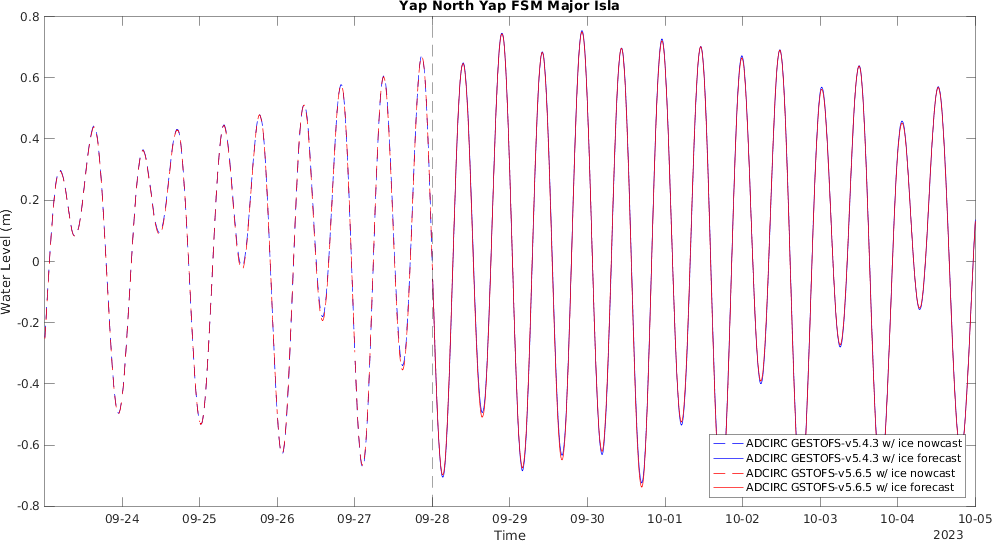 Yap North Yap FSM Major Isla
0.8
0.6
0.4
0.2
0
-0.2
-0.4
-0.6
-0.8
Water Level (m)
ADCIRC GESTOFS-v5.4.3 w/ ice nowcast
ADCIRC GESTOFS-v5.4.3 w/ ice forecast
ADCIRC GSTOFS-v5.6.5 w/ ice nowcast
ADCIRC GSTOFS-v5.6.5 w/ ice forecast
09-24 09-25 09-26 09-27 09-28 09-29 09-30 10-01 10-02 10-03 10-04 10-05
Time
2023